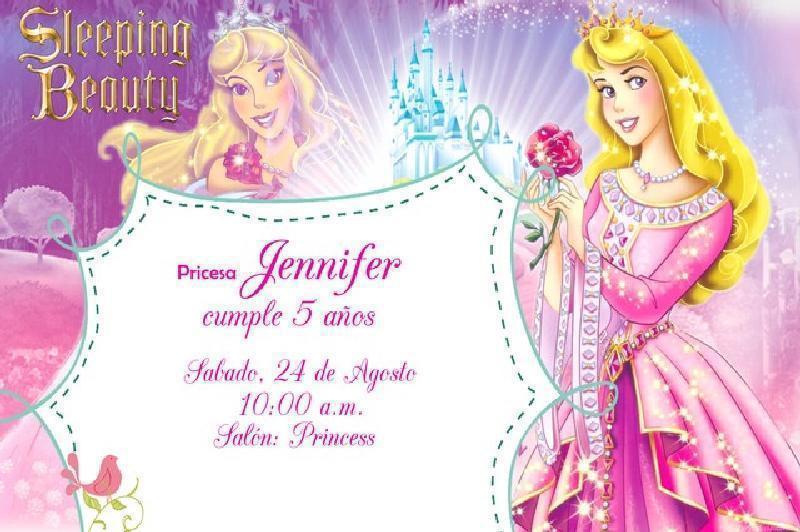 Sleeping
Beauty
Pricesa Jennifer
cumple 5 años
Sabado, 24 de Agosto
10:00 a.m.
Salón: Princess